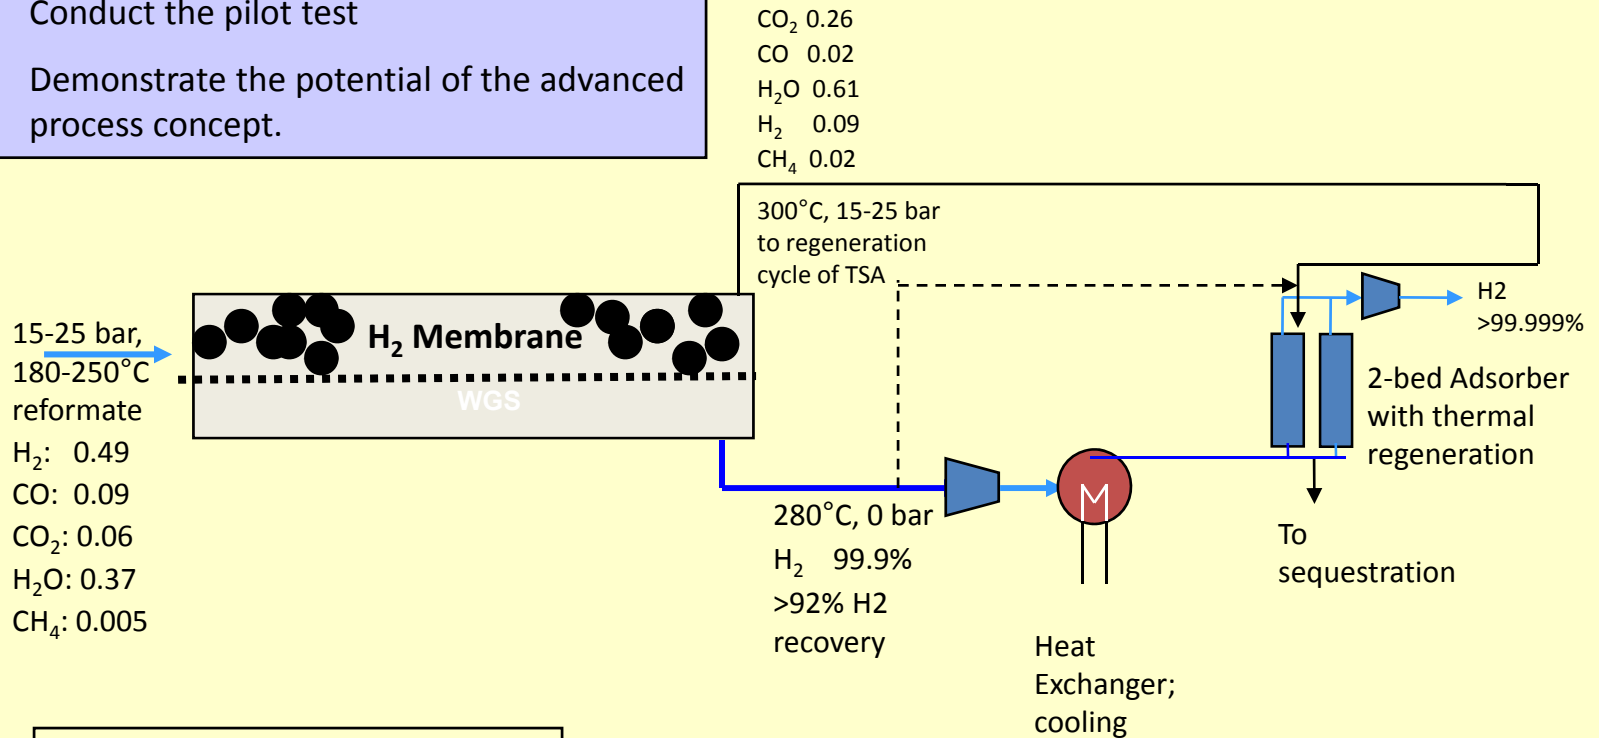 Conduct the pilot test
Demonstrate the potential of the advanced
process concept.
CO₂ 0.26
CO 0.02
H₂O 0.61
H₂ 0.09
CH₄ 0.02
300°C, 15-25 bar
to regeneration
cycle of TSA
15-25 bar,
180-250°C
reformate
H₂: 0.49
CO: 0.09
CO₂: 0.06
H₂O: 0.37
CH₄: 0.005
H₂ Membrane
WGS
280°C, 0 bar
H₂ 99.9%
>92% H2
recovery
Heat
Exchanger;
cooling
H2
>99.999%
2-bed Adsorber
with thermal
regeneration
To
sequestration